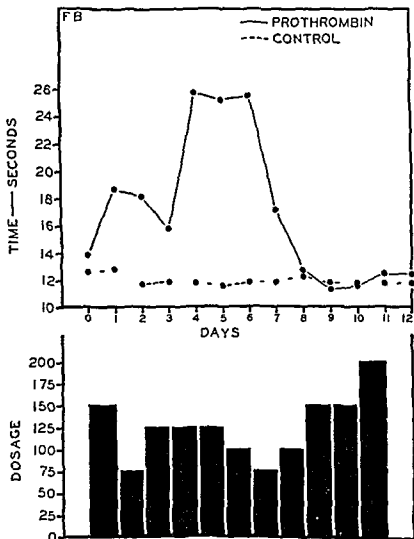 FB
PROTHROMBIN
CONTROL
TIME — SECONDS
26
24
22
20
18
16
14
12
10
0 1 2 3 4 5 6 7 8 9 10 11 12
DAYS
DOSAGE
200
175
150
125
100
75
50
25
0